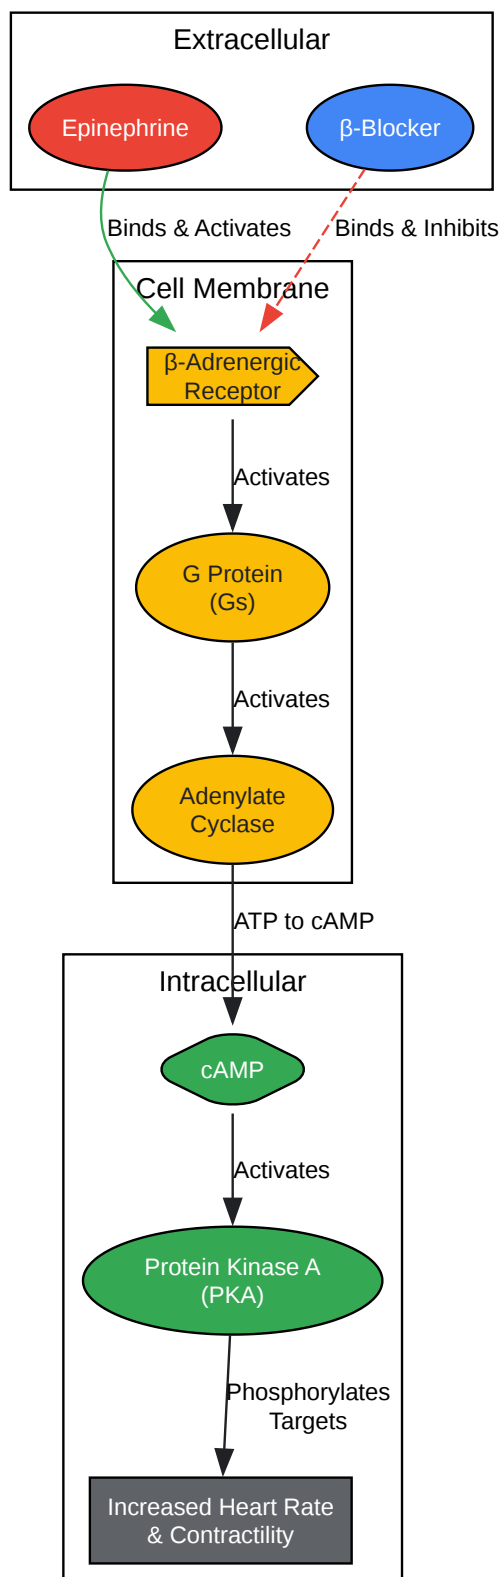 Extracellular
Epinephrine
β-Blocker
Binds & Activates
Binds & Inhibits
Cell Membrane
β-Adrenergic
Receptor
Activates
G Protein
(Gs)
Activates
Adenylate
Cyclase
ATP to cAMP
Intracellular
cAMP
Activates
Protein Kinase A
(PKA)
Phosphorylates
Targets
Increased Heart Rate
& Contractility